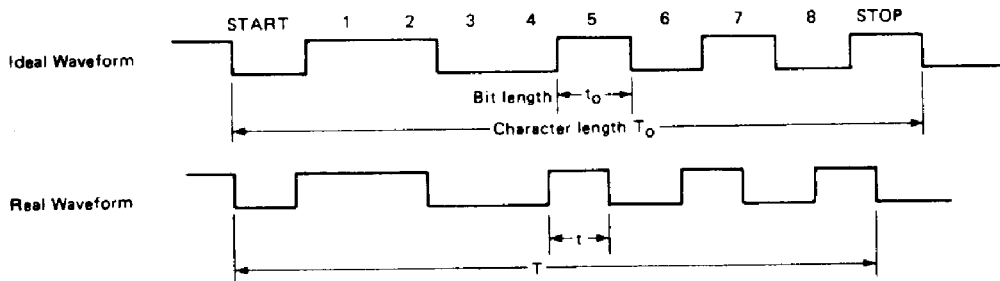 START 1 2 3 4 5 6 7 8 STOP
Ideal Waveform
Bit length t₀
Character length T₀
Real Waveform
t
T